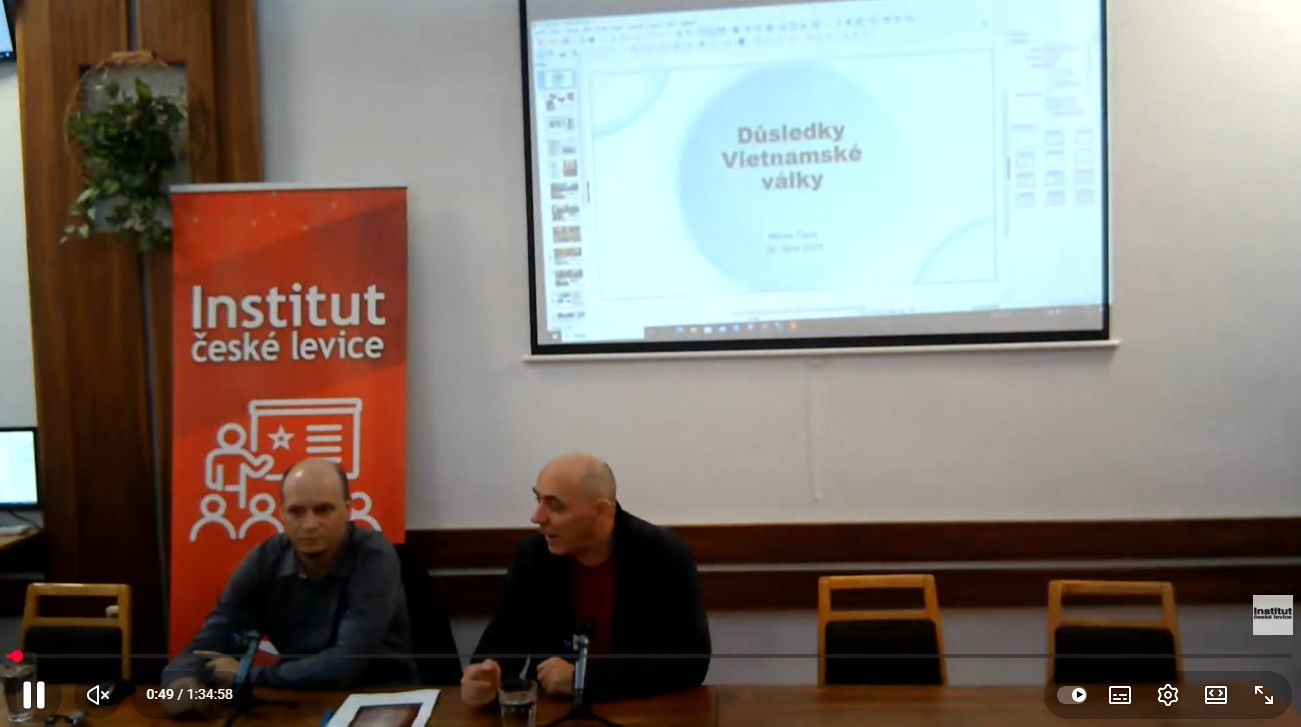 Důsledky
Vietnamské
války
Institut
české levice
Institut
české levice
0:49 / 1:34:58